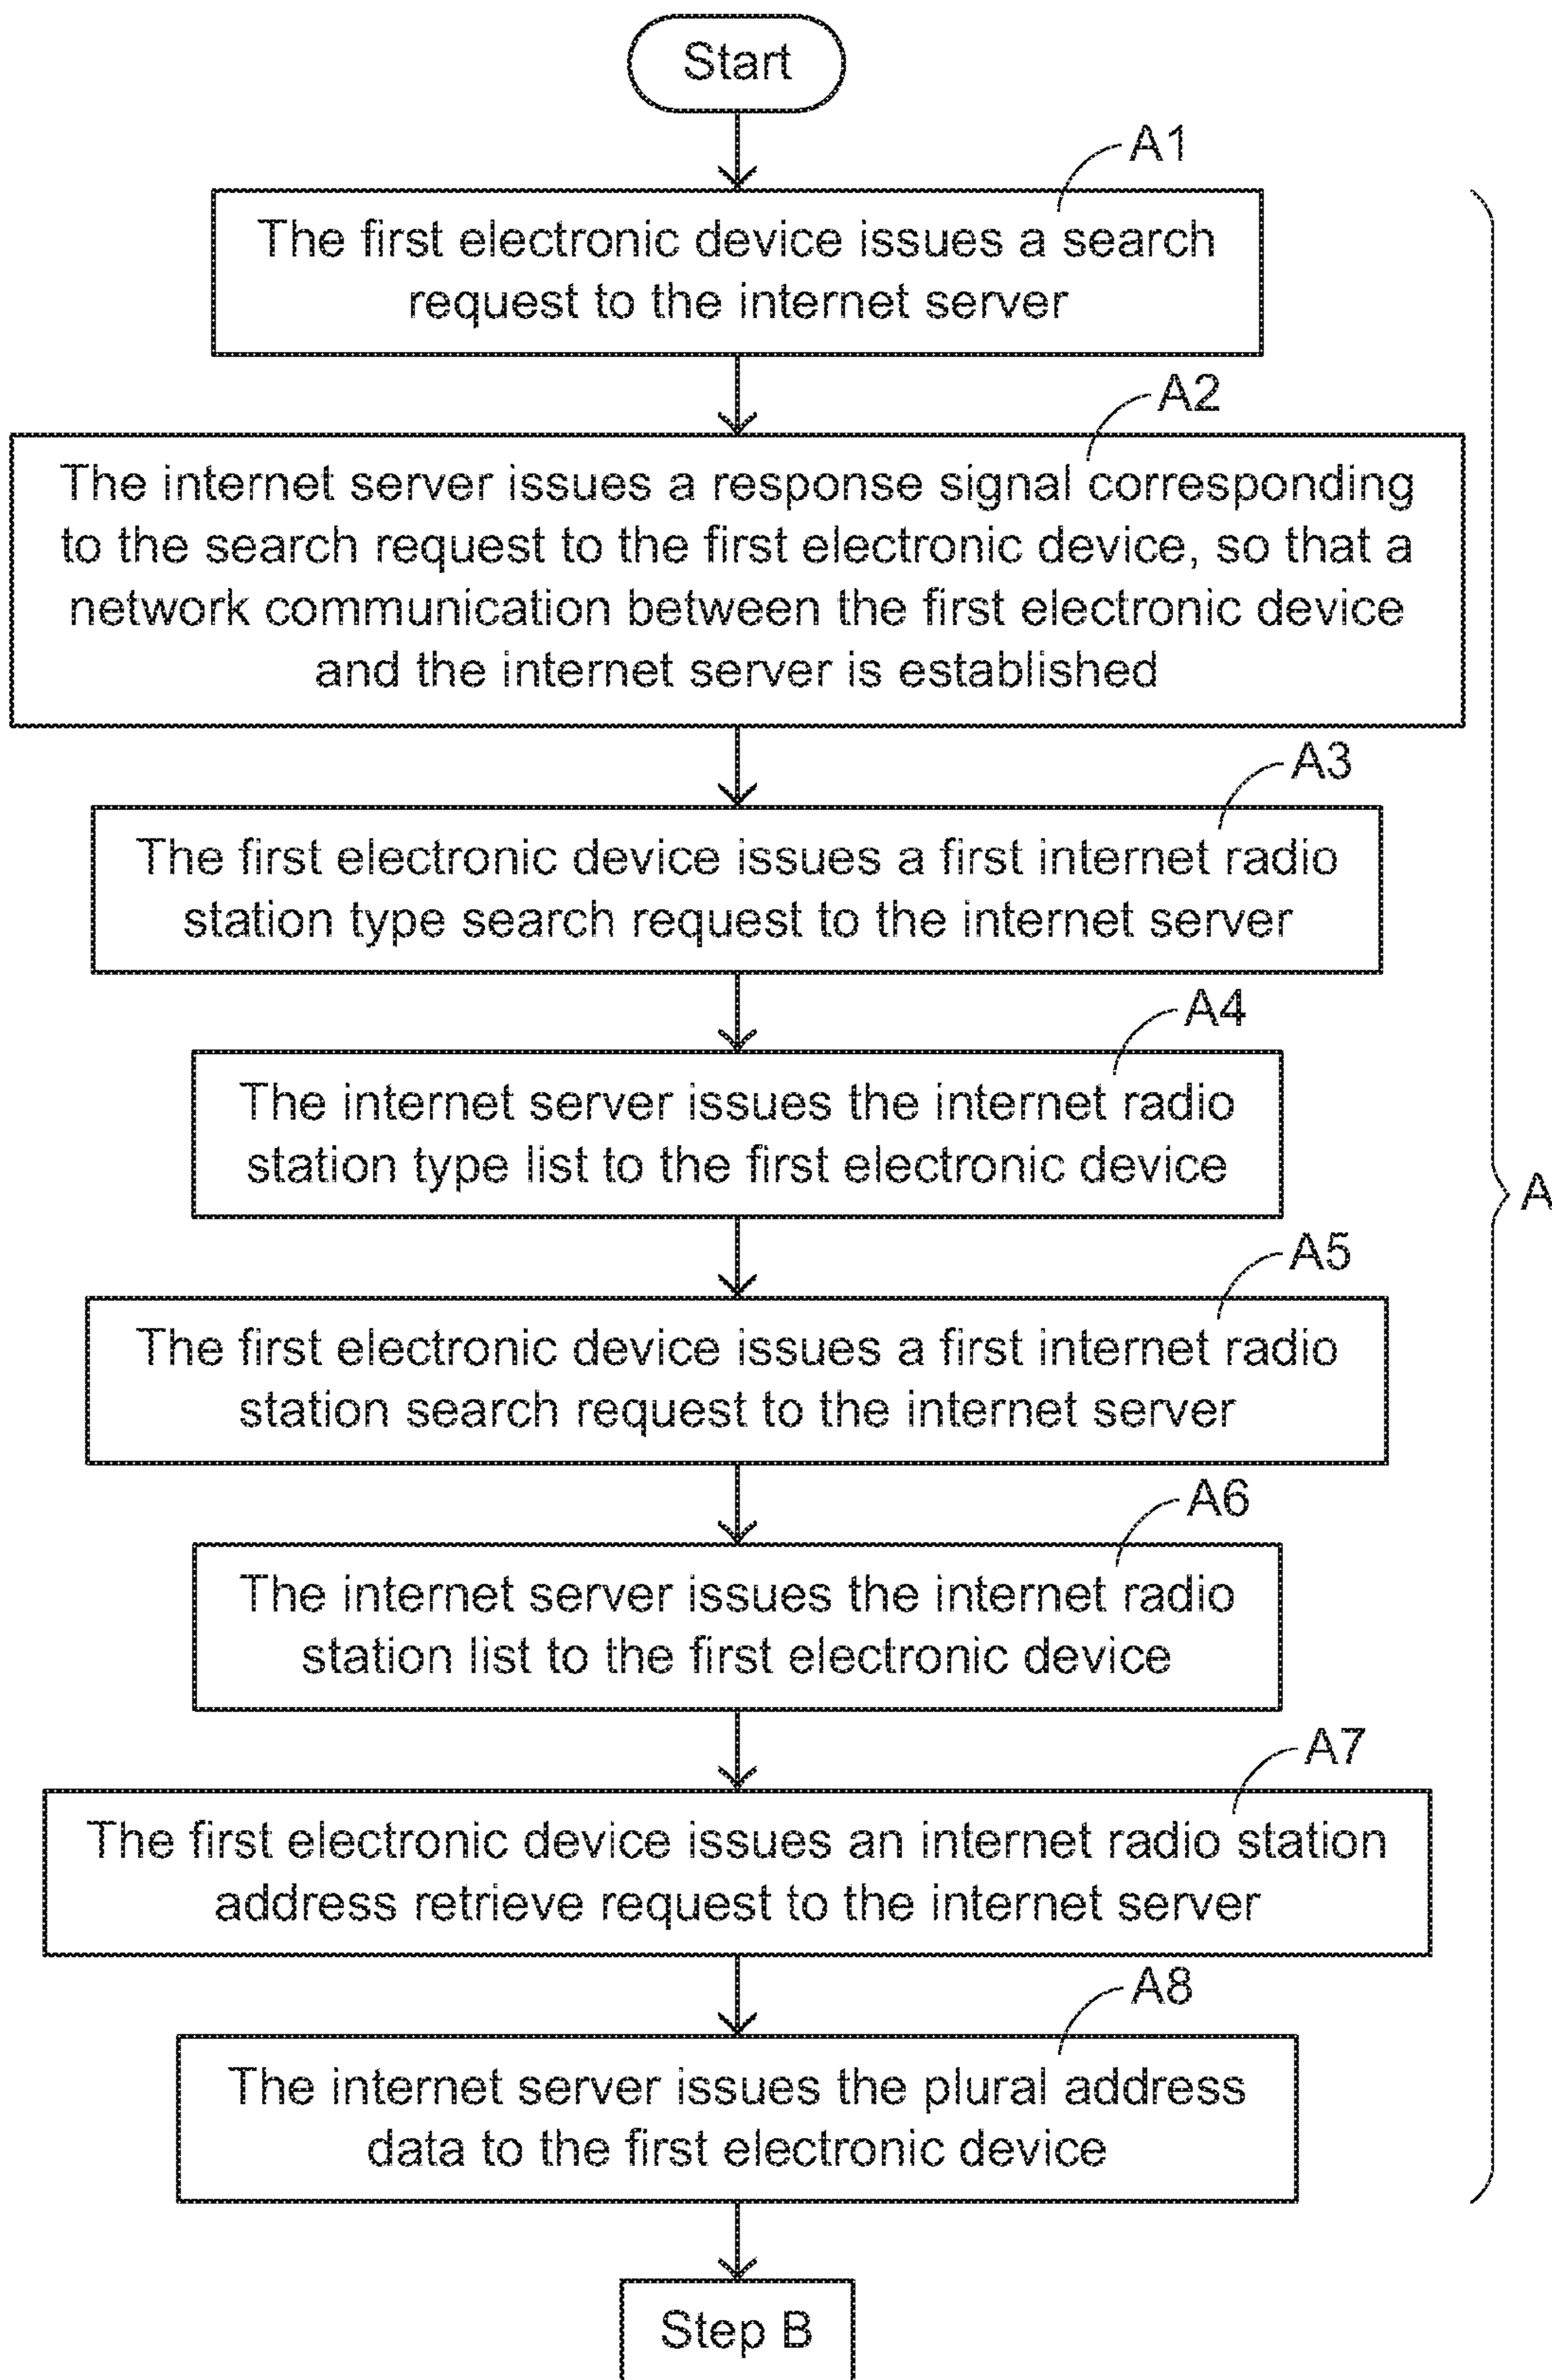 Start
A1
The first electronic device issues a search
request to the internet server
A2
The internet server issues a response signal corresponding
to the search request to the first electronic device, so that a
network communication between the first electronic device
and the internet server is established
A3
The first electronic device issues a first internet radio
station type search request to the internet server
A4
The internet server issues the internet radio
station type list to the first electronic device
A
A5
The first electronic device issues a first internet radio
station search request to the internet server
A6
The internet server issues the internet radio
station list to the first electronic device
A7
The first electronic device issues an internet radio station
address retrieve request to the internet server
A8
The internet server issues the plural address
data to the first electronic device
Step B